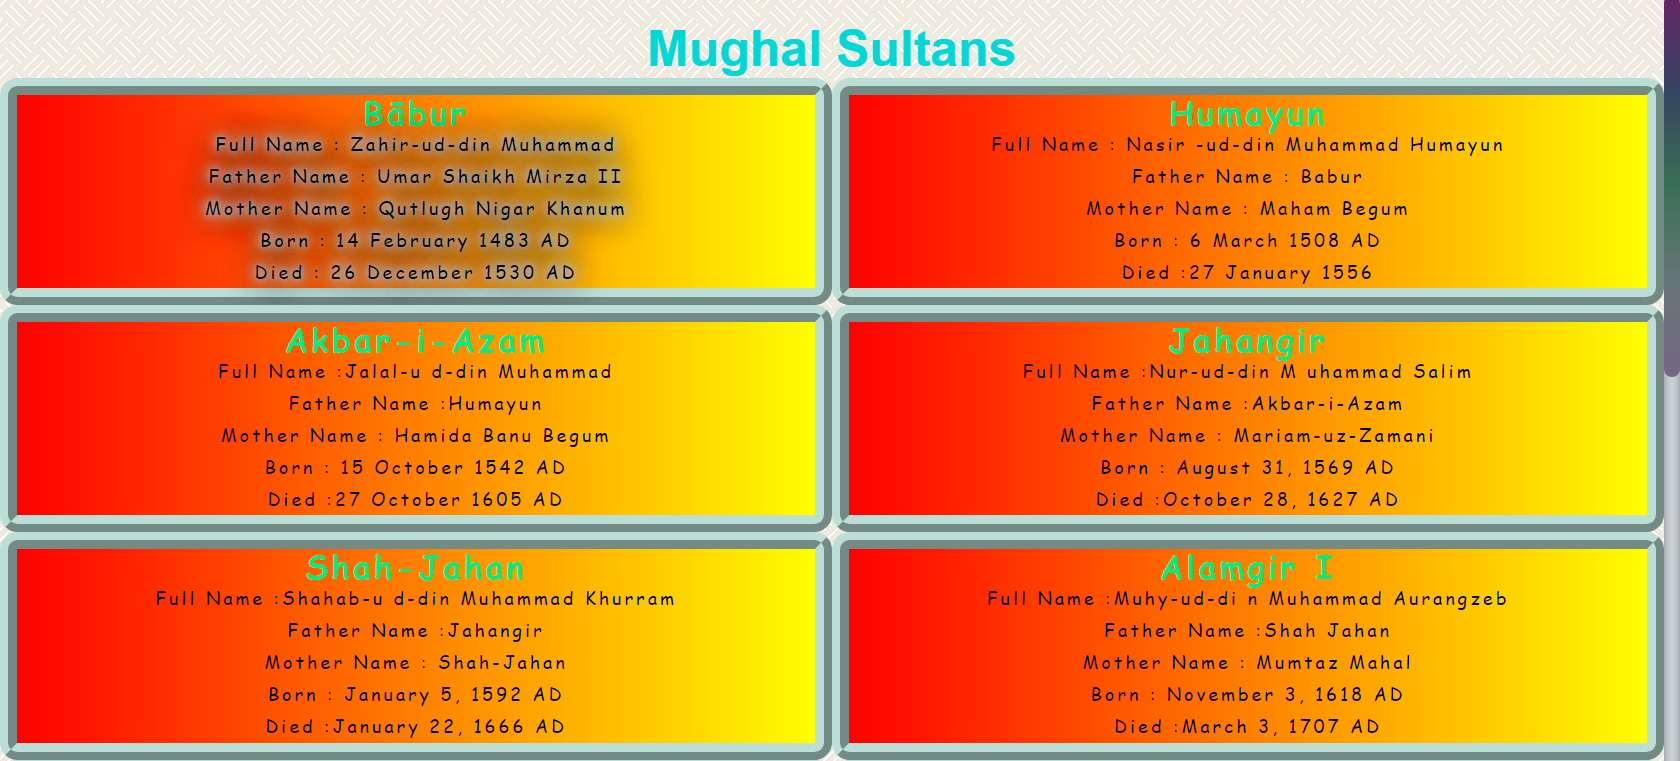 Mughal Sultans
Bābur
Full Name : Zahir-ud-din Muhammad
Father Name : Umar Shaikh Mirza II
Mother Name : Qutlugh Nigar Khanum
Born : 14 February 1483 AD
Died : 26 December 1530 AD
Humayun
Full Name : Nasir -ud-din Muhammad Humayun
Father Name : Babur
Mother Name : Maham Begum
Born : 6 March 1508 AD
Died :27 January 1556
Akbar-i-Azam
Full Name :Jalal-u d-din Muhammad
Father Name :Humayun
Mother Name : Hamida Banu Begum
Born : 15 October 1542 AD
Died :27 October 1605 AD
Jahangir
Full Name :Nur-ud-din M uhammad Salim
Father Name :Akbar-i-Azam
Mother Name : Mariam-uz-Zamani
Born : August 31, 1569 AD
Died :October 28, 1627 AD
Shah-Jahan
Full Name :Shahab-u d-din Muhammad Khurram
Father Name :Jahangir
Mother Name : Shah-Jahan
Born : January 5, 1592 AD
Died :January 22, 1666 AD
Alamgir I
Full Name :Muhy-ud-di n Muhammad Aurangzeb
Father Name :Shah Jahan
Mother Name : Mumtaz Mahal
Born : November 3, 1618 AD
Died :March 3, 1707 AD